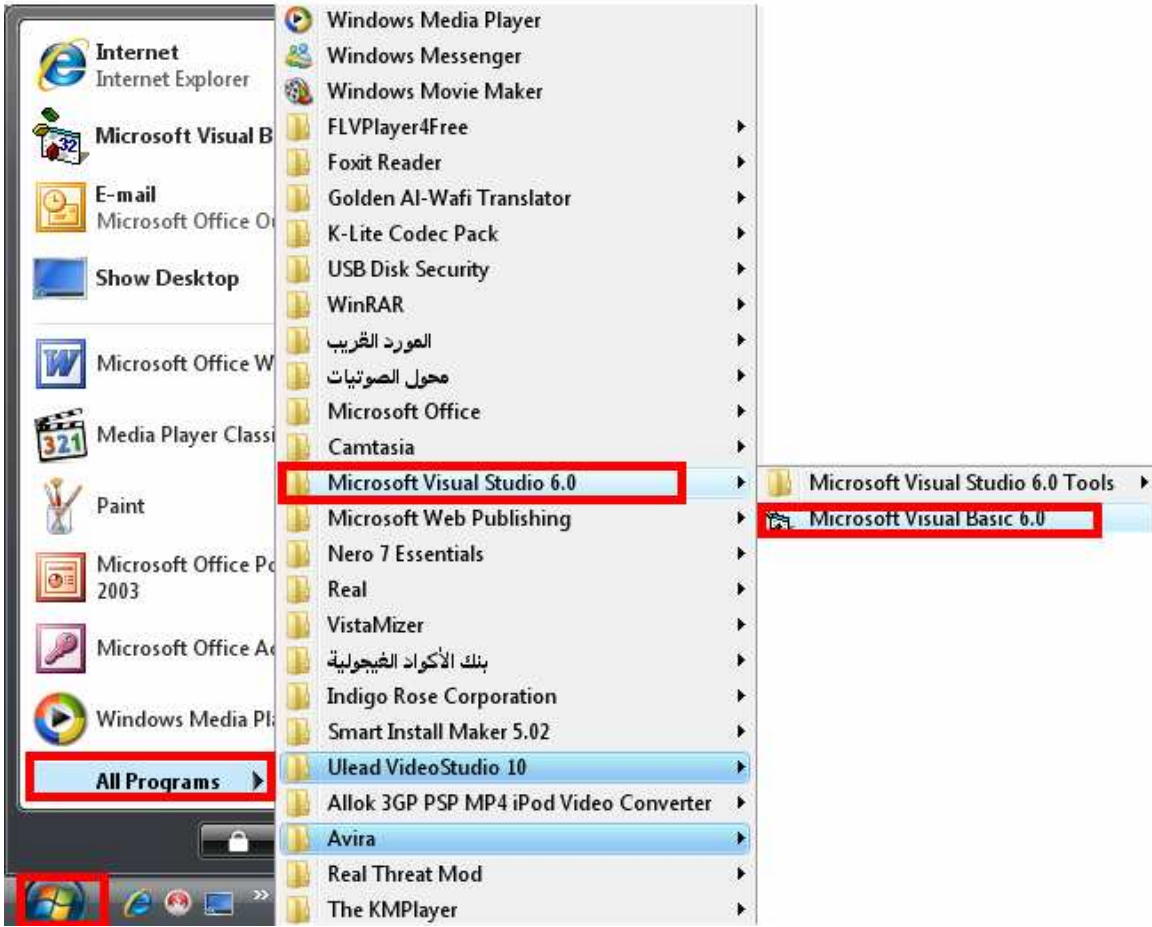 Internet
Internet Explorer
Microsoft Visual B
E-mail
Microsoft Office O
Show Desktop
Microsoft Office W
Media Player Classi
Paint
Microsoft Office Po
2003
Microsoft Office Ac
Windows Media Pla
All Programs
Windows Media Player
Windows Messenger
Windows Movie Maker
FLVPlayer4Free
Foxit Reader
Golden Al-Wafi Translator
K-Lite Codec Pack
USB Disk Security
WinRAR
المورد القريب
محول الصوتيات
Microsoft Office
Camtasia
Microsoft Visual Studio 6.0
Microsoft Web Publishing
Nero 7 Essentials
Real
VistaMizer
بنك الأكواد الفيجولية
Indigo Rose Corporation
Smart Install Maker 5.02
Ulead VideoStudio 10
Allok 3GP PSP MP4 iPod Video Converter
Avira
Real Threat Mod
The KMPlayer
Microsoft Visual Studio 6.0 Tools
Microsoft Visual Basic 6.0